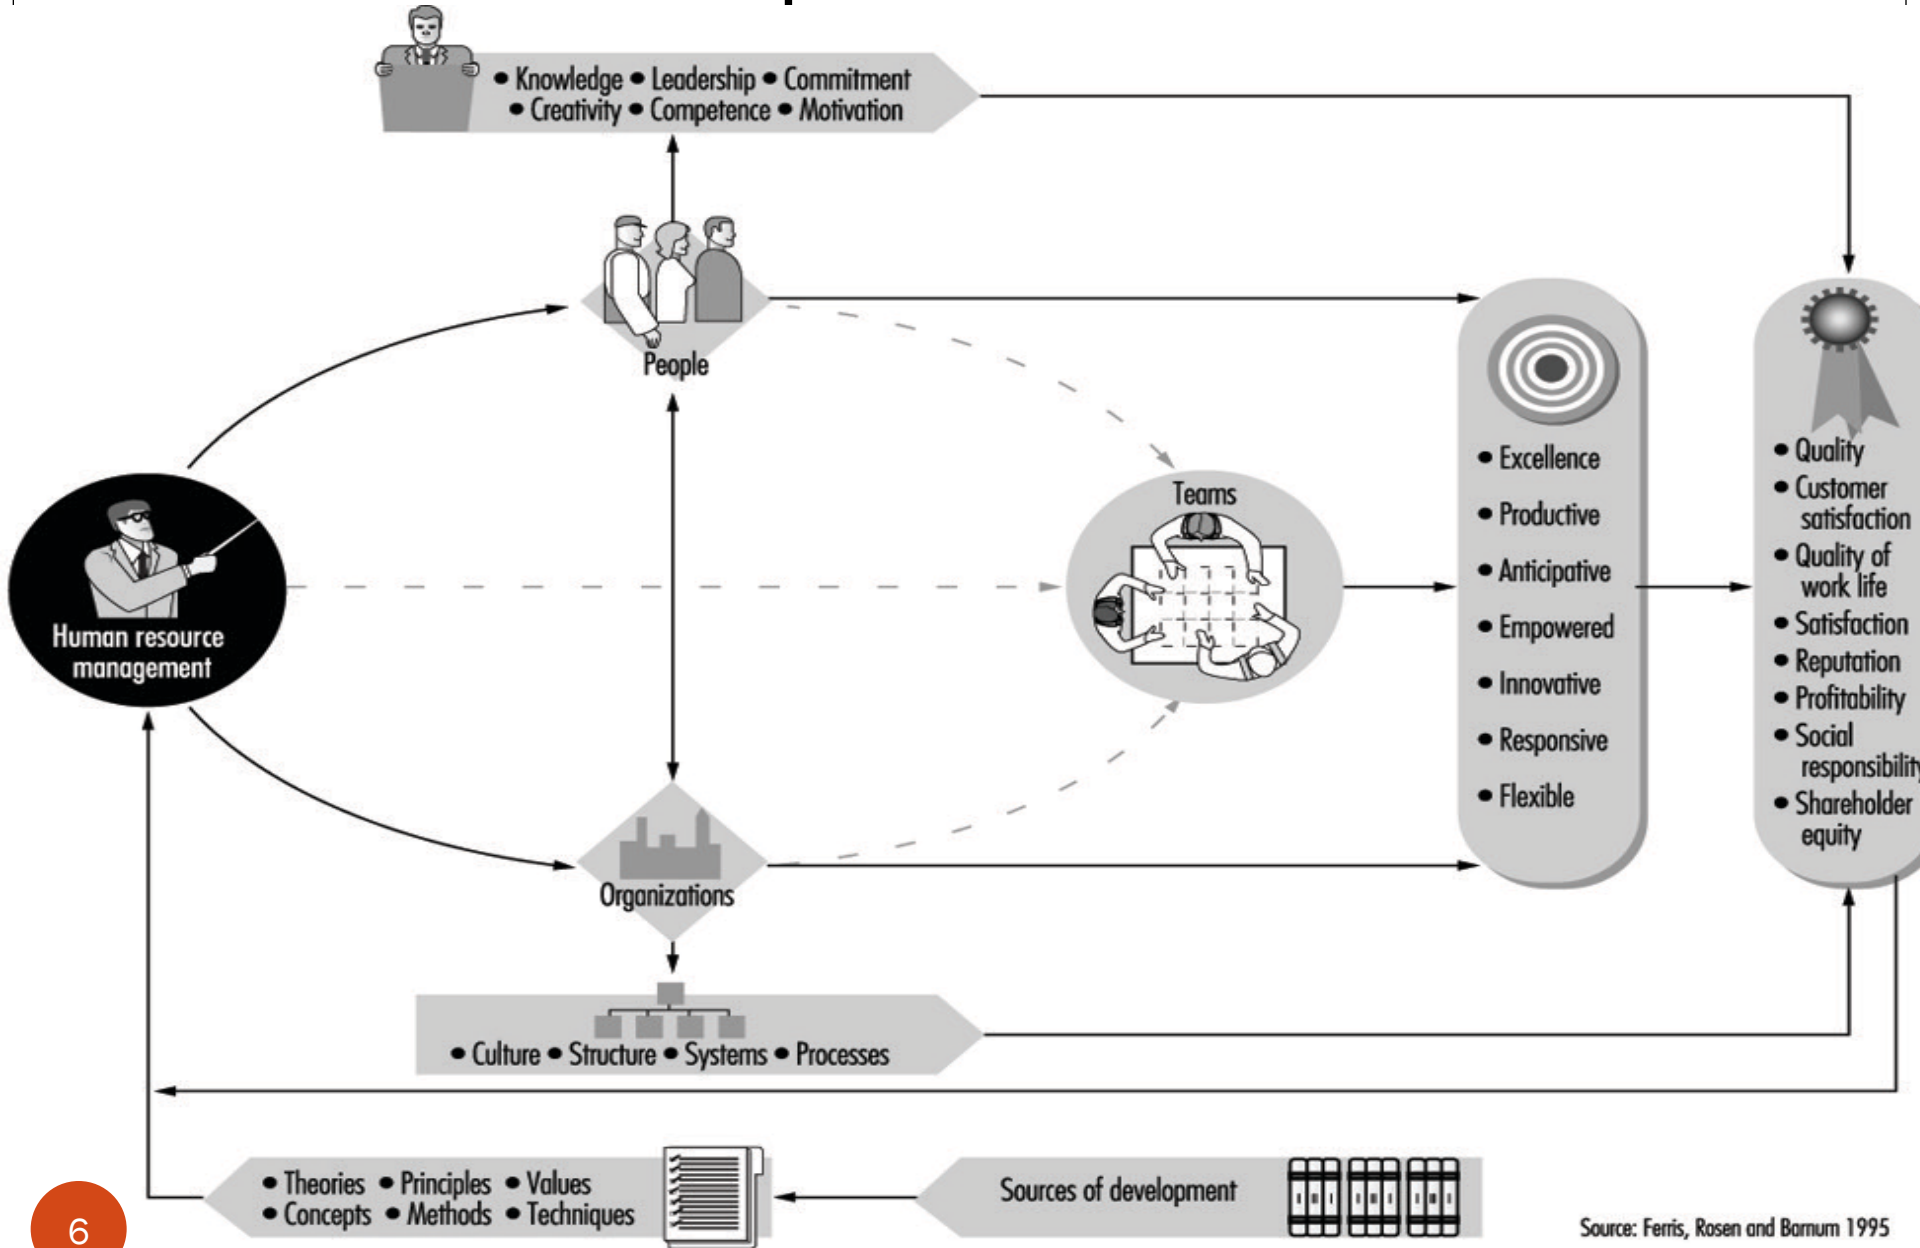 • Knowledge • Leadership • Commitment
• Creativity • Competence • Motivation
People
Human resource
management
Teams
• Excellence
• Productive
• Anticipative
• Empowered
• Innovative
• Responsive
• Flexible
• Quality
• Customer
satisfaction
• Quality of
work life
• Satisfaction
• Reputation
• Profitability
• Social
responsibility
• Shareholder
equity
Organizations
• Culture • Structure • Systems • Processes
• Theories • Principles • Values
• Concepts • Methods • Techniques
Sources of development
6
Source: Ferris, Rosen and Barnum 1995